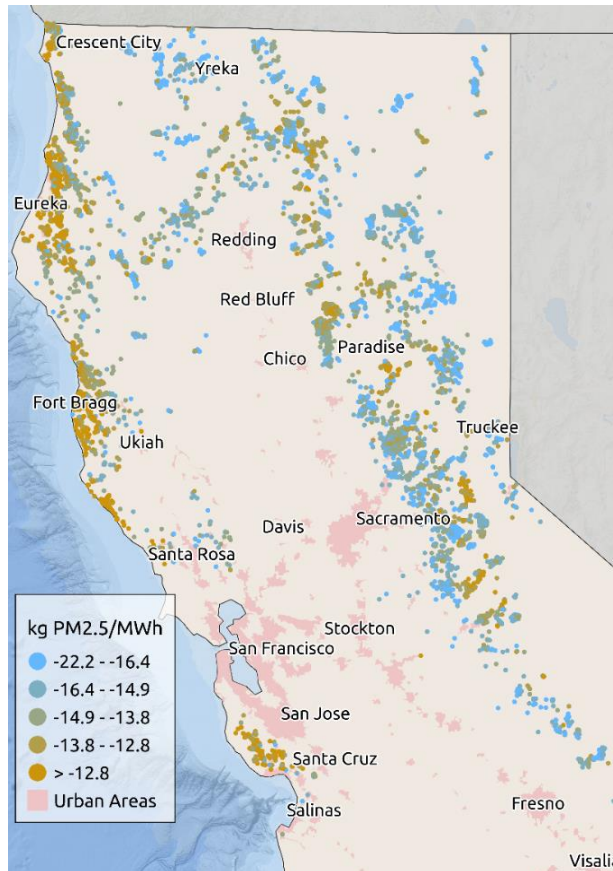 Crescent City
Yreka
Eureka
Redding
Red Bluff
Paradise
Chico
Fort Bragg
Truckee
Ukiah
Sacramento
Davis
Santa Rosa
Stockton
San Francisco
San Jose
Santa Cruz
Salinas
Fresno
Visalia
kg PM2.5/MWh
-22.2 - -16.4
-16.4 - -14.9
-14.9 - -13.8
-13.8 - -12.8
> -12.8
Urban Areas